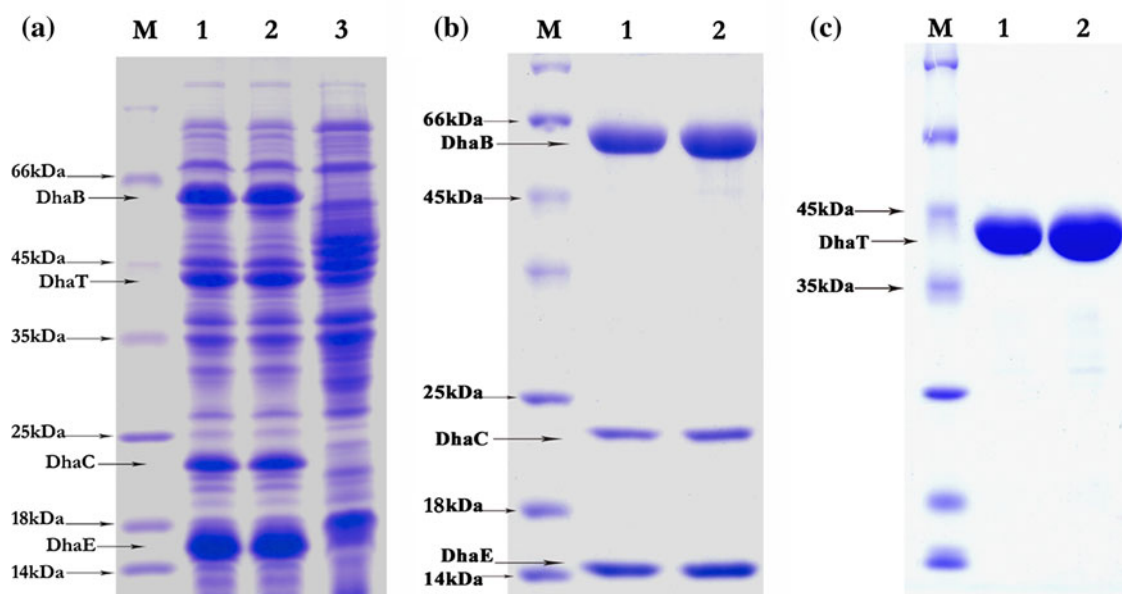 (a) M 1 2 3
66kDa
DhaB
45kDa
DhaT
35kDa
25kDa
DhaC
18kDa
DhaE
14kDa
(b) M 1 2
66kDa
DhaB
45kDa
25kDa
DhaC
18kDa
DhaE
14kDa
(c) M 1 2
45kDa
DhaT
35kDa